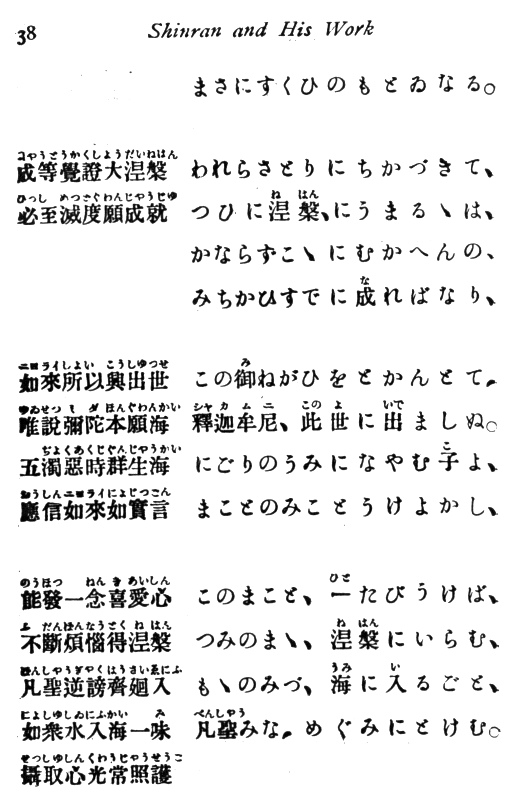 38
Shinran and His Work
まさにすくひのもとゐなる。
成等覺證大涅槃 われらさとりにちかづきて、
必至滅度願成就 つひに涅槃、にうまるゝは、
かならずこゝにむかへんの、
みちかひすでに成ればなり、
如來所以興出世 この御ねがひをとかんとて、
唯說彌陀本願海 釋迦牟尼、此世に出ましぬ。
五濁惡時群生海 にごりのうみになやむ子よ、
應信如來如實言 まことのみことうけよかし、
能發一念喜愛心 このまこと、一たびうけば、
不斷煩惱得涅槃 つみのまゝ、涅槃にいらむ、
凡聖逆謗齊廻入 もゝのみづ、海に入るごと、
如衆水入海一味 凡聖みな、めぐみにとけむ。
攝取心光常照護